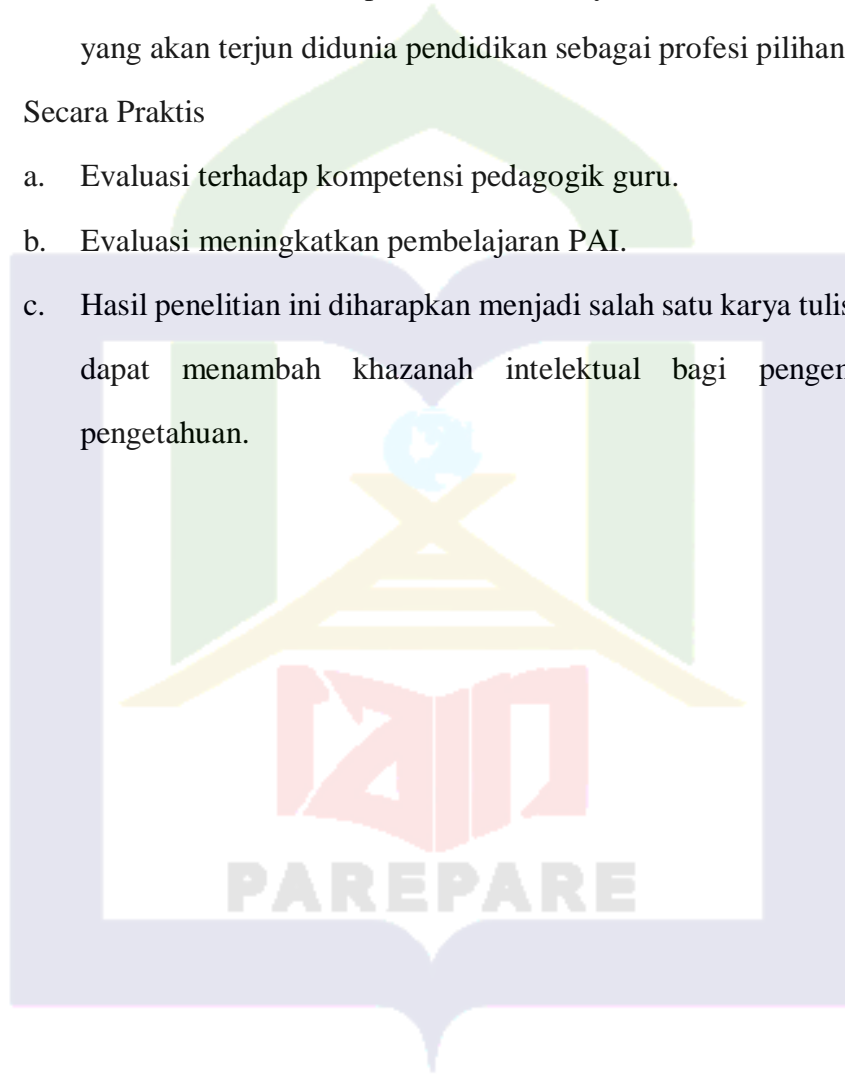 yang akan terjun didunia pendidikan sebagai profesi pilihan
Secara Praktis
a. Evaluasi terhadap kompetensi pedagogik guru.
b. Evaluasi meningkatkan pembelajaran PAI.
c. Hasil penelitian ini diharapkan menjadi salah satu karya tulis
dapat menambah khazanah intelektual bagi
pengetahuan.
iain
PAREPARE